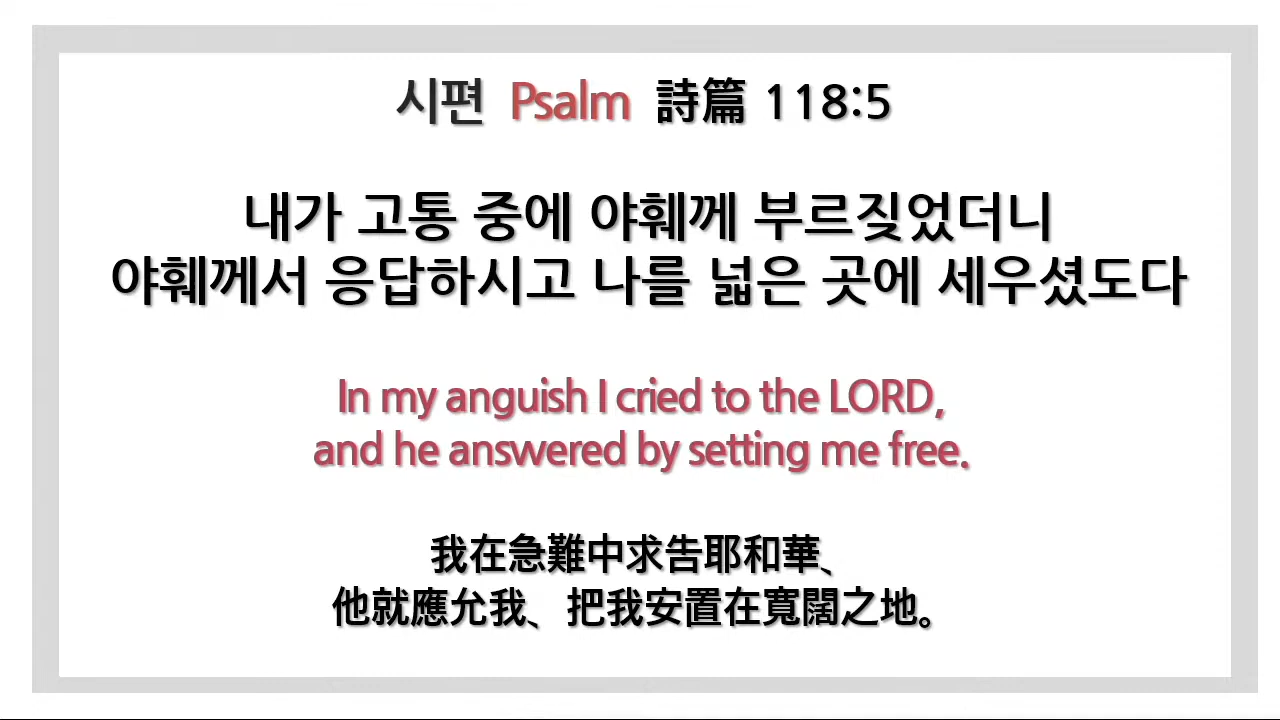 시편 Psalm 詩篇 118:5
내가 고통 중에 야훼께 부르짖었더니
야훼께서 응답하시고 나를 넓은 곳에 세우셨도다
In my anguish I cried to the LORD,
and he answered by setting me free.
我在急難中求告耶和華、
他就應允我、把我安置在寬闊之地。